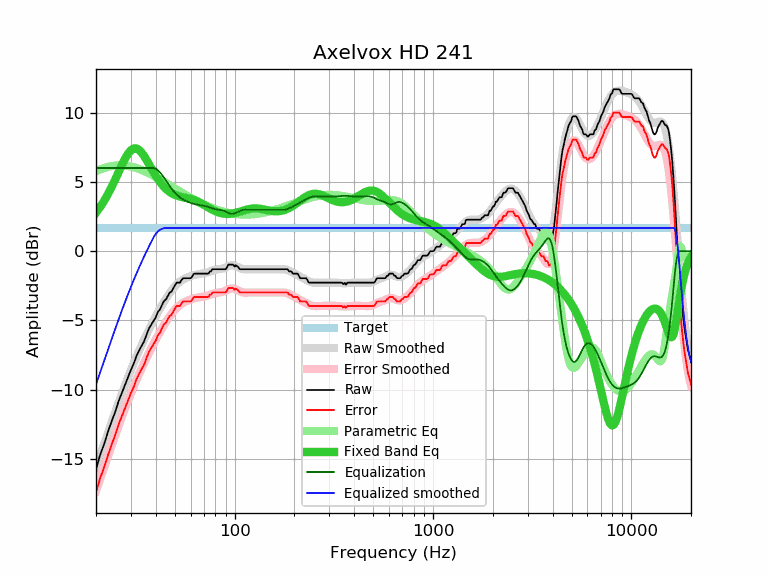 Axelvox HD 241
Amplitude (dBr)
10
5
0
−5
−10
−15
Target
Raw Smoothed
Error Smoothed
Raw
Error
Parametric Eq
Fixed Band Eq
Equalization
Equalized smoothed
100 1000 10000
Frequency (Hz)